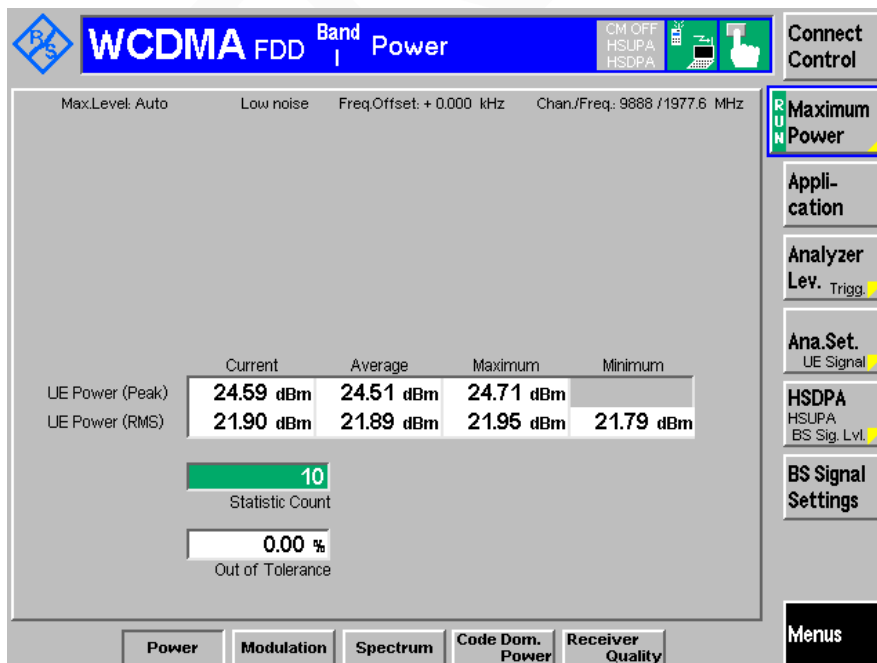 R&S
WCDMA FDD Band I Power
CM OFF
HSUPA
HSDPA
Connect Control
Max.Level: Auto Low noise Freq.Offset: + 0.000 kHz Chan./Freq.: 9888 / 1977.6 MHz
RUN
Maximum Power
Appli-
cation
Analyzer
Lev. Trigg.
Ana.Set.
UE Signal
HSDPA
HSUPA
BS Sig. Lvl.
BS Signal
Settings
Current Average Maximum Minimum
UE Power (Peak) 24.59 dBm 24.51 dBm 24.71 dBm
UE Power (RMS) 21.90 dBm 21.89 dBm 21.95 dBm 21.79 dBm
10
Statistic Count
0.00 %
Out of Tolerance
Power Modulation Spectrum Code Dom. Power Receiver Quality
Menus